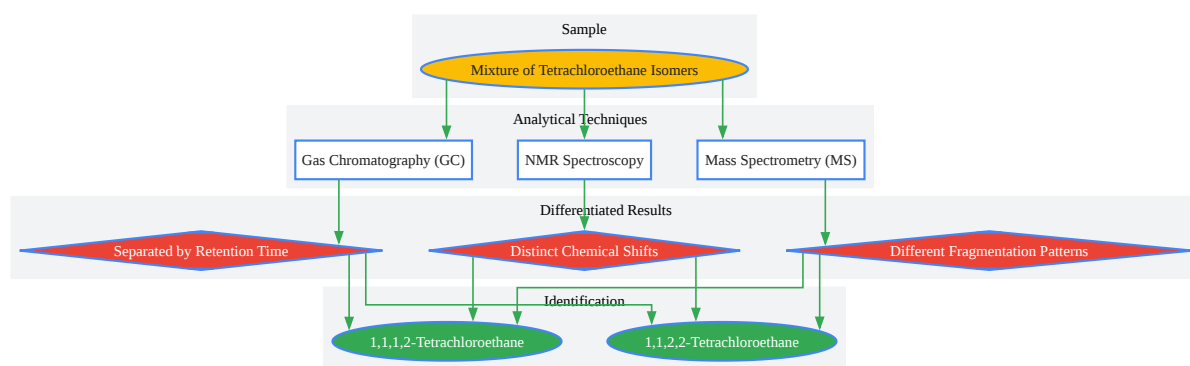 Sample
Mixture of Tetrachloroethane Isomers
Analytical Techniques
Gas Chromatography (GC)
NMR Spectroscopy
Mass Spectrometry (MS)
Differentiated Results
Separated by Retention Time
Distinct Chemical Shifts
Different Fragmentation Patterns
Identification
1,1,1,2-Tetrachloroethane
1,1,2,2-Tetrachloroethane